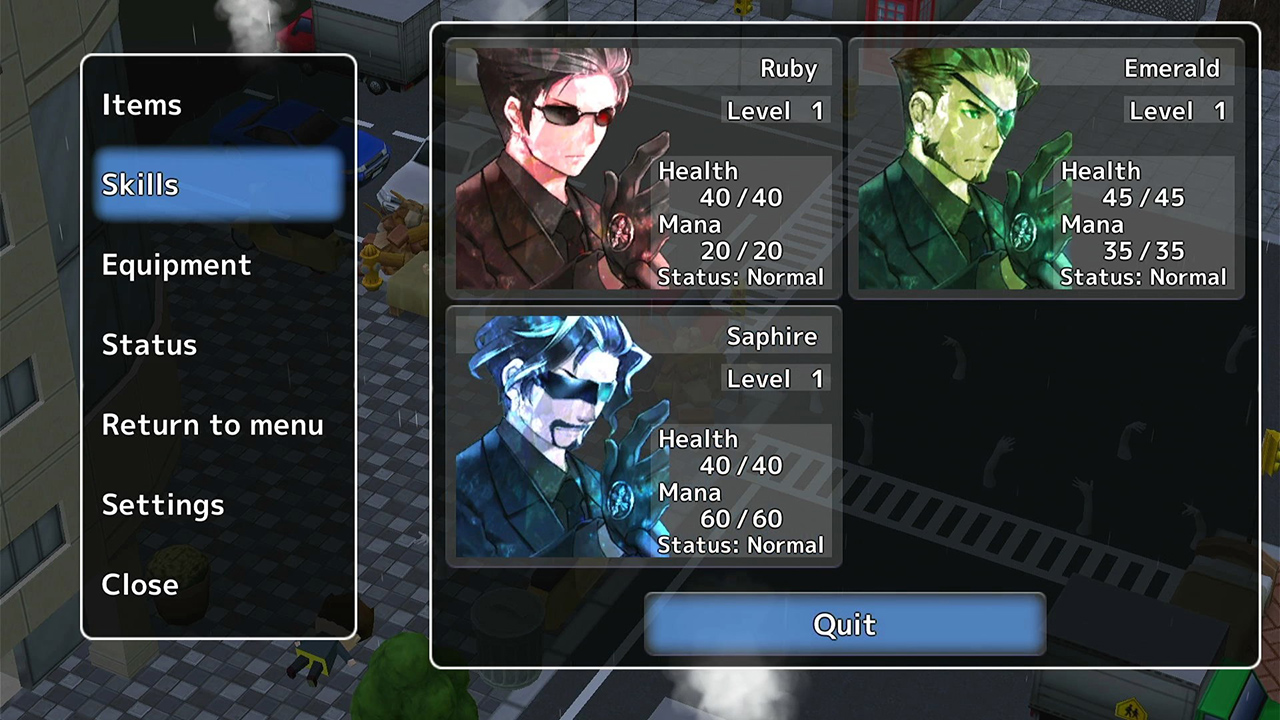 Items
Skills
Equipment
Status
Return to menu
Settings
Close
Ruby
Level 1
Health
40/40
Mana
20/20
Status: Normal
Emerald
Level 1
Health
45/45
Mana
35/35
Status: Normal
Saphire
Level 1
Health
40/40
Mana
60/60
Status: Normal
Quit